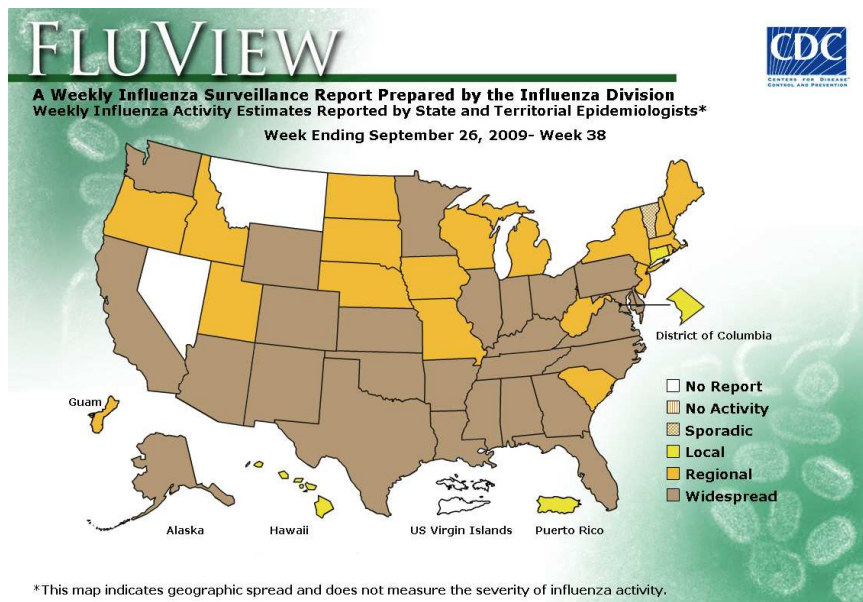 FLUVIEW
CDC
CENTERS FOR DISEASE
CONTROL AND PREVENTION
A Weekly Influenza Surveillance Report Prepared by the Influenza Division
Weekly Influenza Activity Estimates Reported by State and Territorial Epidemiologists*
Week Ending September 26, 2009- Week 38
District of Columbia
No Report
No Activity
Sporadic
Local
Regional
Widespread
Guam
Alaska
Hawaii
US Virgin Islands
Puerto Rico
*This map indicates geographic spread and does not measure the severity of influenza activity.